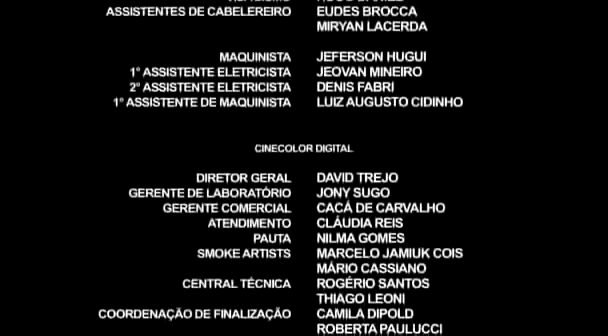 ASSISTENTES DE CABELEREIRO EUDES BROCCA
MIRYAN LACERDA
MAQUINISTA JEFERSON HUGUI
1º ASSISTENTE ELETRICISTA JEOVAN MINEIRO
2º ASSISTENTE ELETRICISTA DENIS FABRI
1º ASSISTENTE DE MAQUINISTA LUIZ AUGUSTO CIDINHO
CINECOLOR DIGITAL
DIRETOR GERAL DAVID TREJO
GERENTE DE LABORATÓRIO JONY SUGO
GERENTE COMERCIAL CACÁ DE CARVALHO
ATENDIMENTO CLÁUDIA REIS
PAUTA NILMA GOMES
SMOKE ARTISTS MARCELO JAMIUK COIS
MÁRIO CASSIANO
CENTRAL TÉCNICA ROGÉRIO SANTOS
THIAGO LEONI
COORDENAÇÃO DE FINALIZAÇÃO CAMILA DIPOLD
ROBERTA PAULUCCI